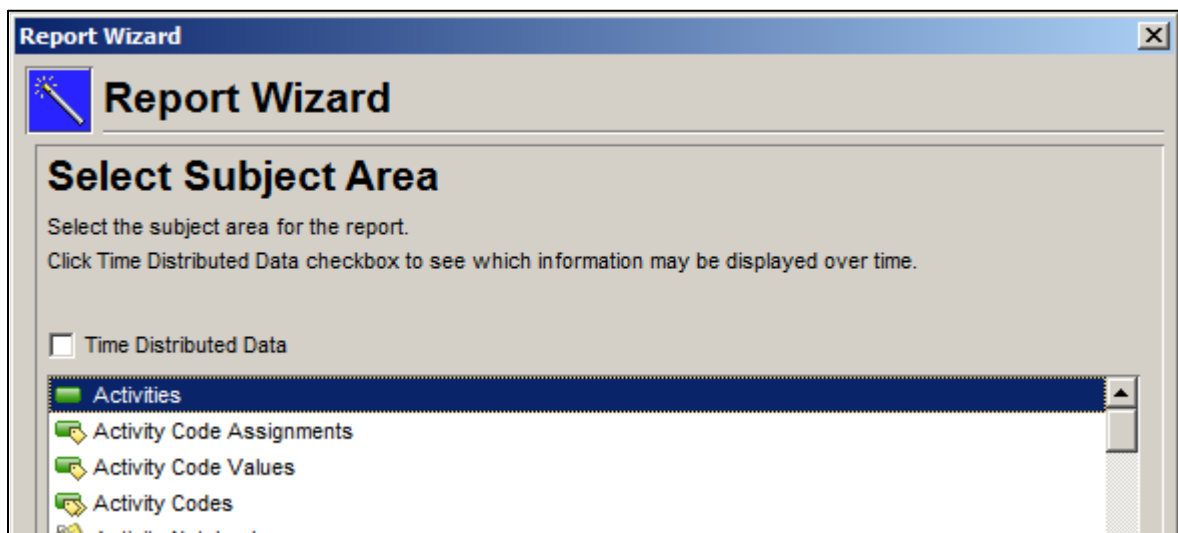 Report Wizard
Report Wizard
Select Subject Area
Select the subject area for the report.
Click Time Distributed Data checkbox to see which information may be displayed over time.
Time Distributed Data
Activities
Activity Code Assignments
Activity Code Values
Activity Codes